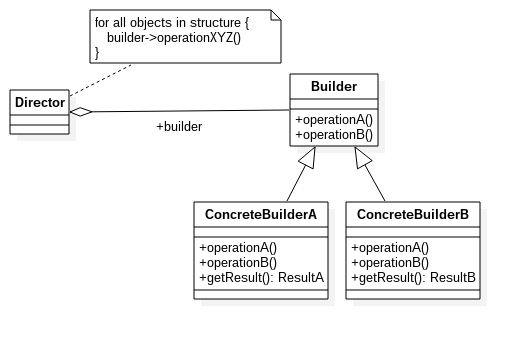 for all objects in structure {
builder->operationXYZ()
}
Director
Builder
+builder
+operationA()
+operationB()
ConcreteBuilderA
ConcreteBuilderB
+operationA()
+operationB()
+getResult(): ResultA
+operationA()
+operationB()
+getResult(): ResultB